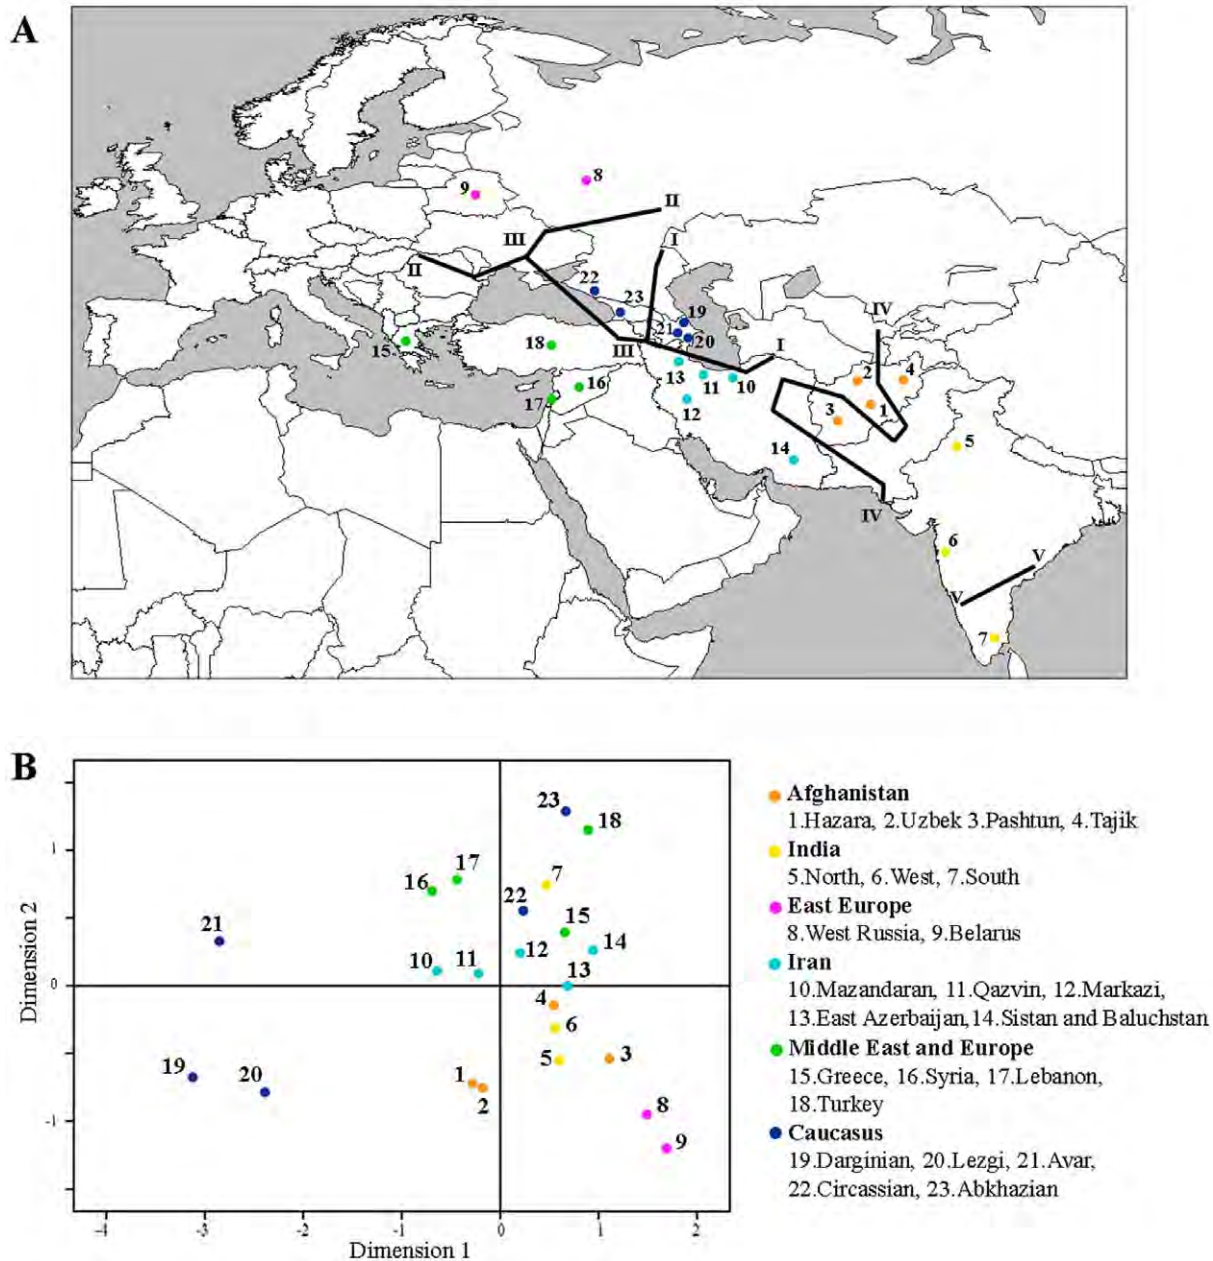 A
8
9
II
III
I
II
22
23
19
21
20
IV
15
18
III
I
16
13
11
10
2
4
17
12
3
1
14
5
IV
6
V
V
7
B
23
18
17
16
7
22
15
21
12
14
10
11
13
4
6
19
20
1
5
3
2
8
9
1
0
-1
-4
-3
-2
-1
0
1
2
Dimension 2
Dimension 1
Afghanistan
1.Hazara, 2.Uzbek 3.Pashtun, 4.Tajik
India
5.North, 6.West, 7.South
East Europe
8.West Russia, 9.Belarus
Iran
10.Mazandaran, 11.Qazvin, 12.Markazi,
13.East Azerbaijan,14.Sistan and Baluchstan
Middle East and Europe
15.Greece, 16.Syria, 17.Lebanon,
18.Turkey
Caucasus
19.Darginian, 20.Lezgi, 21.Avar,
22.Circassian, 23.Abkhazian